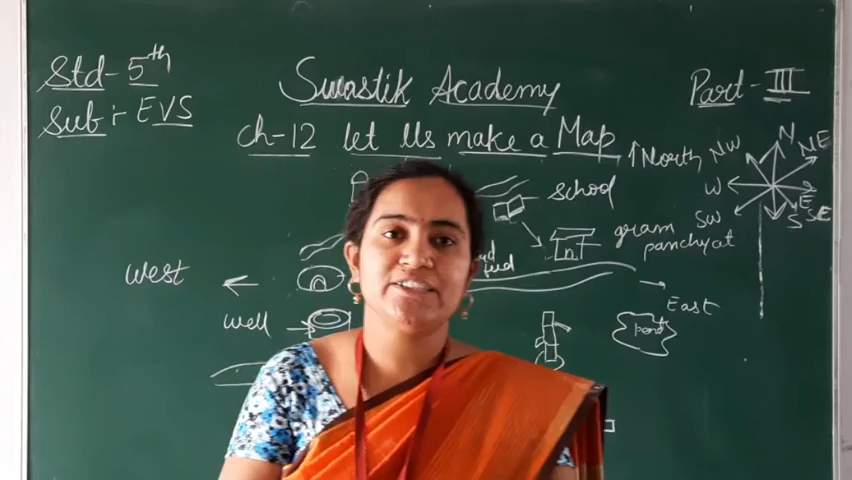 Std - 5th
Swastik Academy
Part - III
Sub :- EVS
Ch - 12 let Us make a Map
North
N
NW
NE
W
E
SW
S
SE
school
gram
panchyat
west
East
well
pond